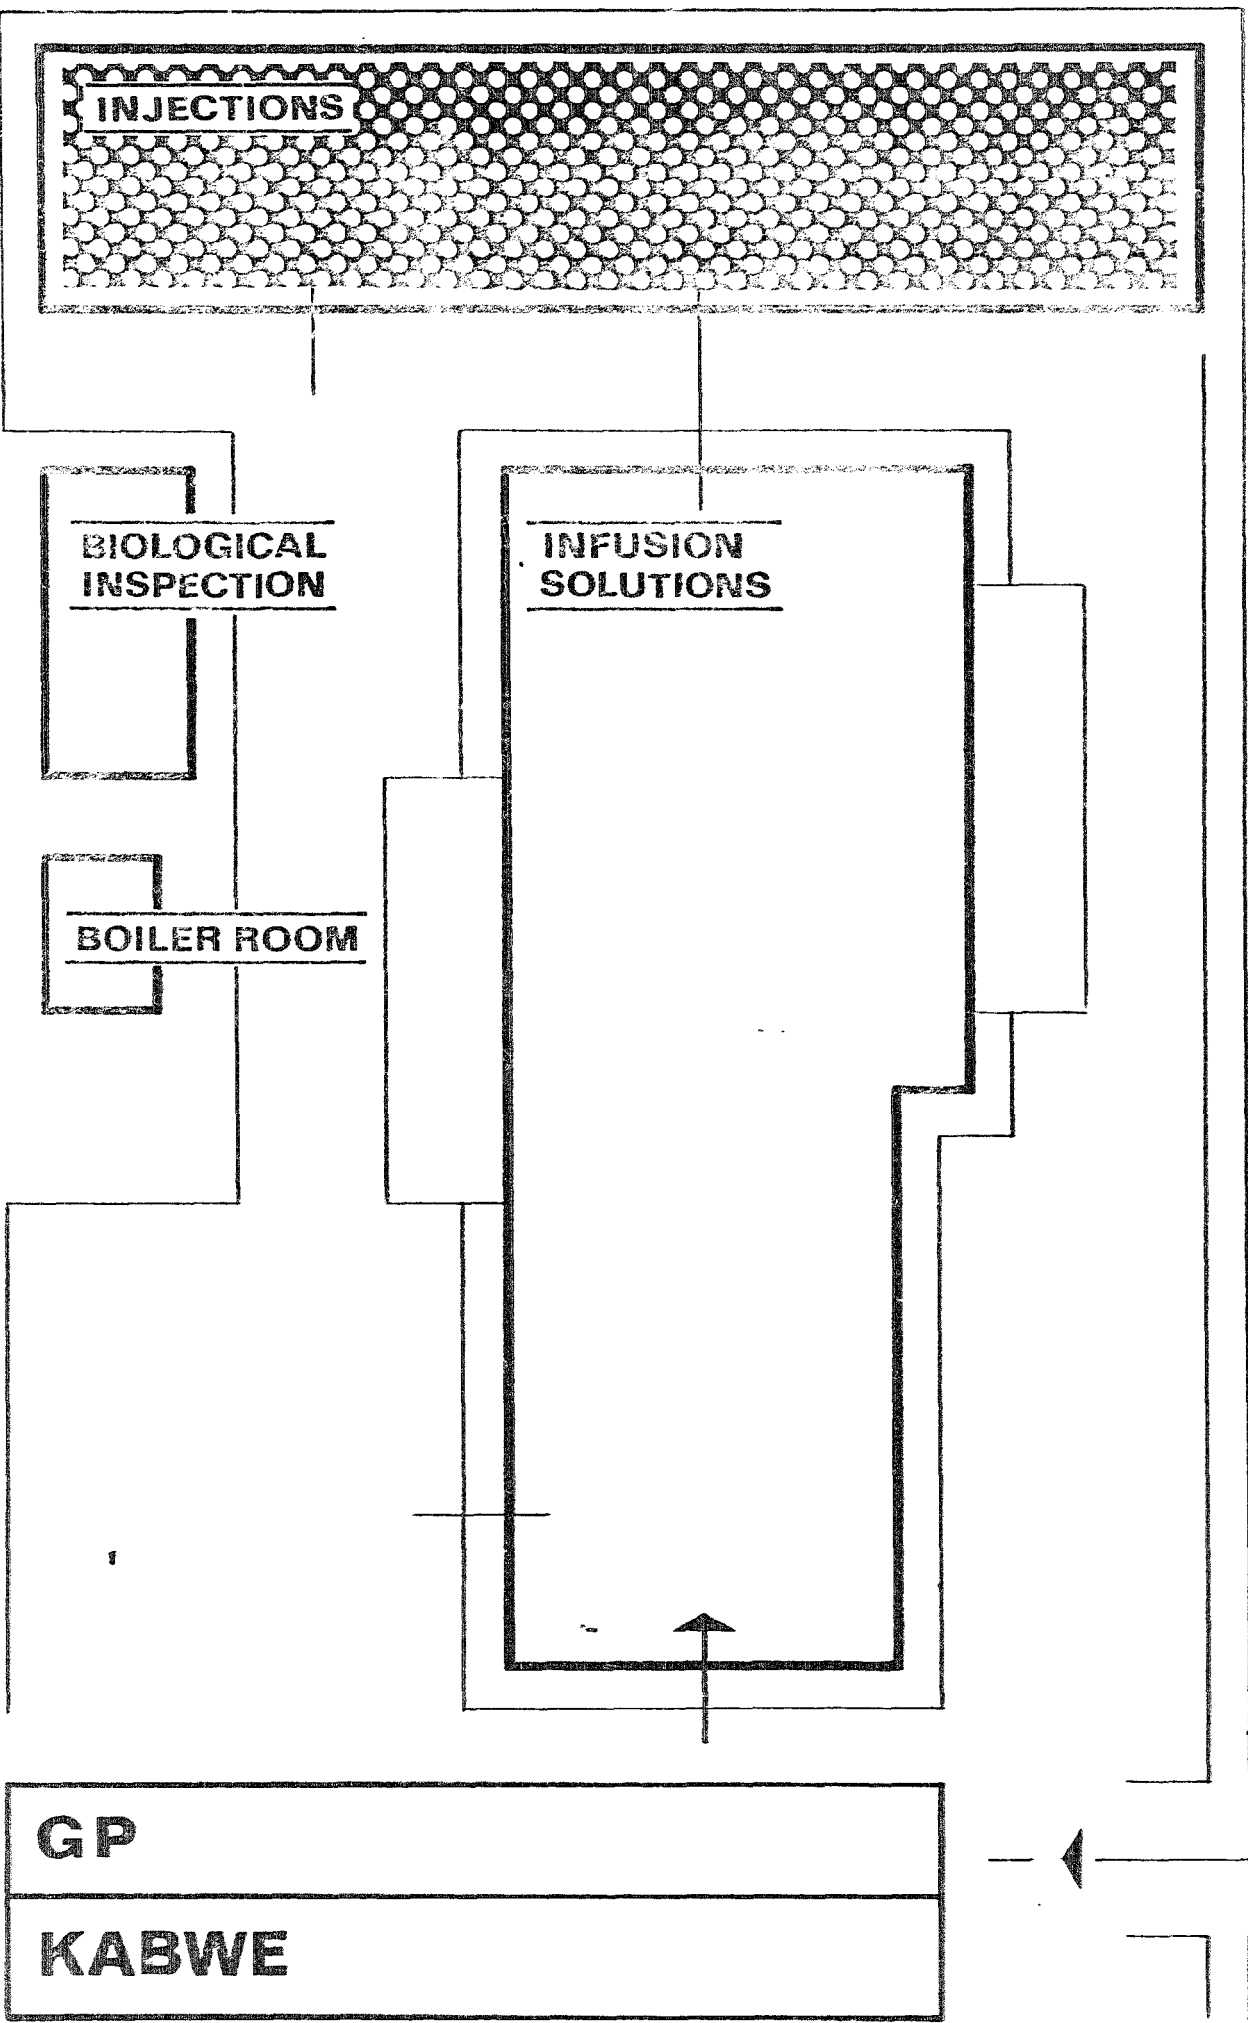 INJECTIONS
BIOLOGICAL
INSPECTION
INFUSION
SOLUTIONS
BOILER ROOM
GP
KABWE